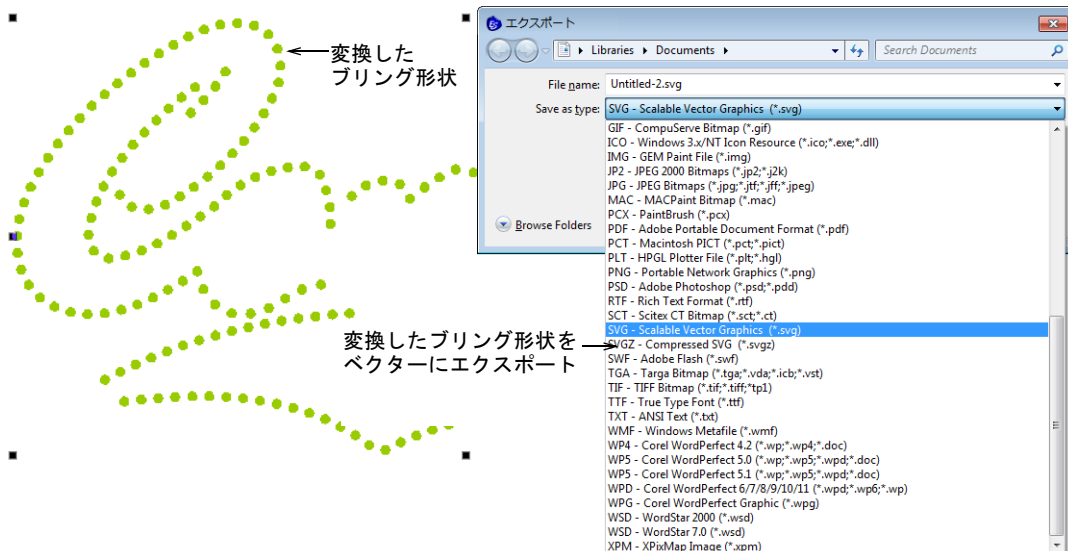 変換した
ブリング形状
変換したブリング形状を
ベクターにエクスポート
エクスポート
Libraries
Documents
Search Documents
File name:
Untitled-2.svg
Save as type:
SVG - Scalable Vector Graphics (*.svg)
GIF - CompuServe Bitmap (*.gif)
ICO - Windows 3.x/NT Icon Resource (*.ico;*.exe;*.dll)
IMG - GEM Paint File (*.img)
JP2 - JPEG 2000 Bitmaps (*.jp2;*.j2k)
JPG - JPEG Bitmaps (*.jpg;*.jtf;*.jff;*.jpeg)
MAC - MACPaint Bitmap (*.mac)
PCX - PaintBrush (*.pcx)
PDF - Adobe Portable Document Format (*.pdf)
PCT - Macintosh PICT (*.pct;*.pict)
PLT - HPGL Plotter File (*.plt;*.hgl)
PNG - Portable Network Graphics (*.png)
PSD - Adobe Photoshop (*.psd;*.pdd)
RTF - Rich Text Format (*.rtf)
SCT - Scitex CT Bitmap (*.sct;*.ct)
SVG - Scalable Vector Graphics (*.svg)
SVGZ - Compressed SVG (*.svgz)
SWF - Adobe Flash (*.swf)
TGA - Targa Bitmap (*.tga;*.vda;*.icb;*.vst)
TIF - TIFF Bitmap (*.tif;*.tiff;*tp1)
TTF - True Type Font (*.ttf)
TXT - ANSI Text (*.txt)
WMF - Windows Metafile (*.wmf)
WP4 - Corel WordPerfect 4.2 (*.wp;*.wp4;*.doc)
WP5 - Corel WordPerfect 5.0 (*.wp;*.wp5;*.wpd;*.doc)
WP5 - Corel WordPerfect 5.1 (*.wp;*.wp5;*.wpd;*.doc)
WPD - Corel WordPerfect 6/7/8/9/10/11 (*.wpd;*.wp6;*.wp)
WPG - Corel WordPerfect Graphic (*.wpg)
WSD - WordStar 2000 (*.wsd)
WSD - WordStar 7.0 (*.wsd)
XPM - XPixMap Image (*.xpm)
Browse Folders